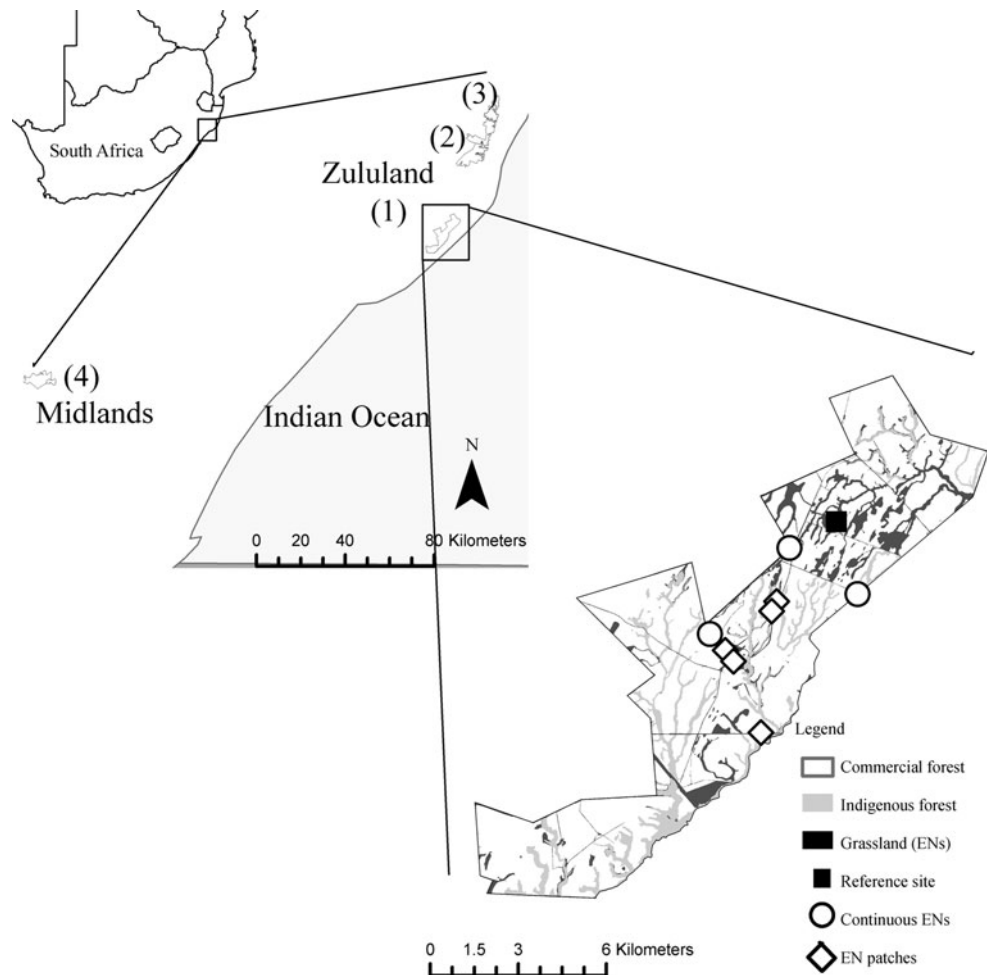 South Africa
(3)
(2)
Zululand
(1)
(4)
Midlands
Indian Ocean
N
0 20 40 80 Kilometers
Legend
Commercial forest
Indigenous forest
Grassland (ENs)
Reference site
Continuous ENs
EN patches
0 1.5 3 6 Kilometers